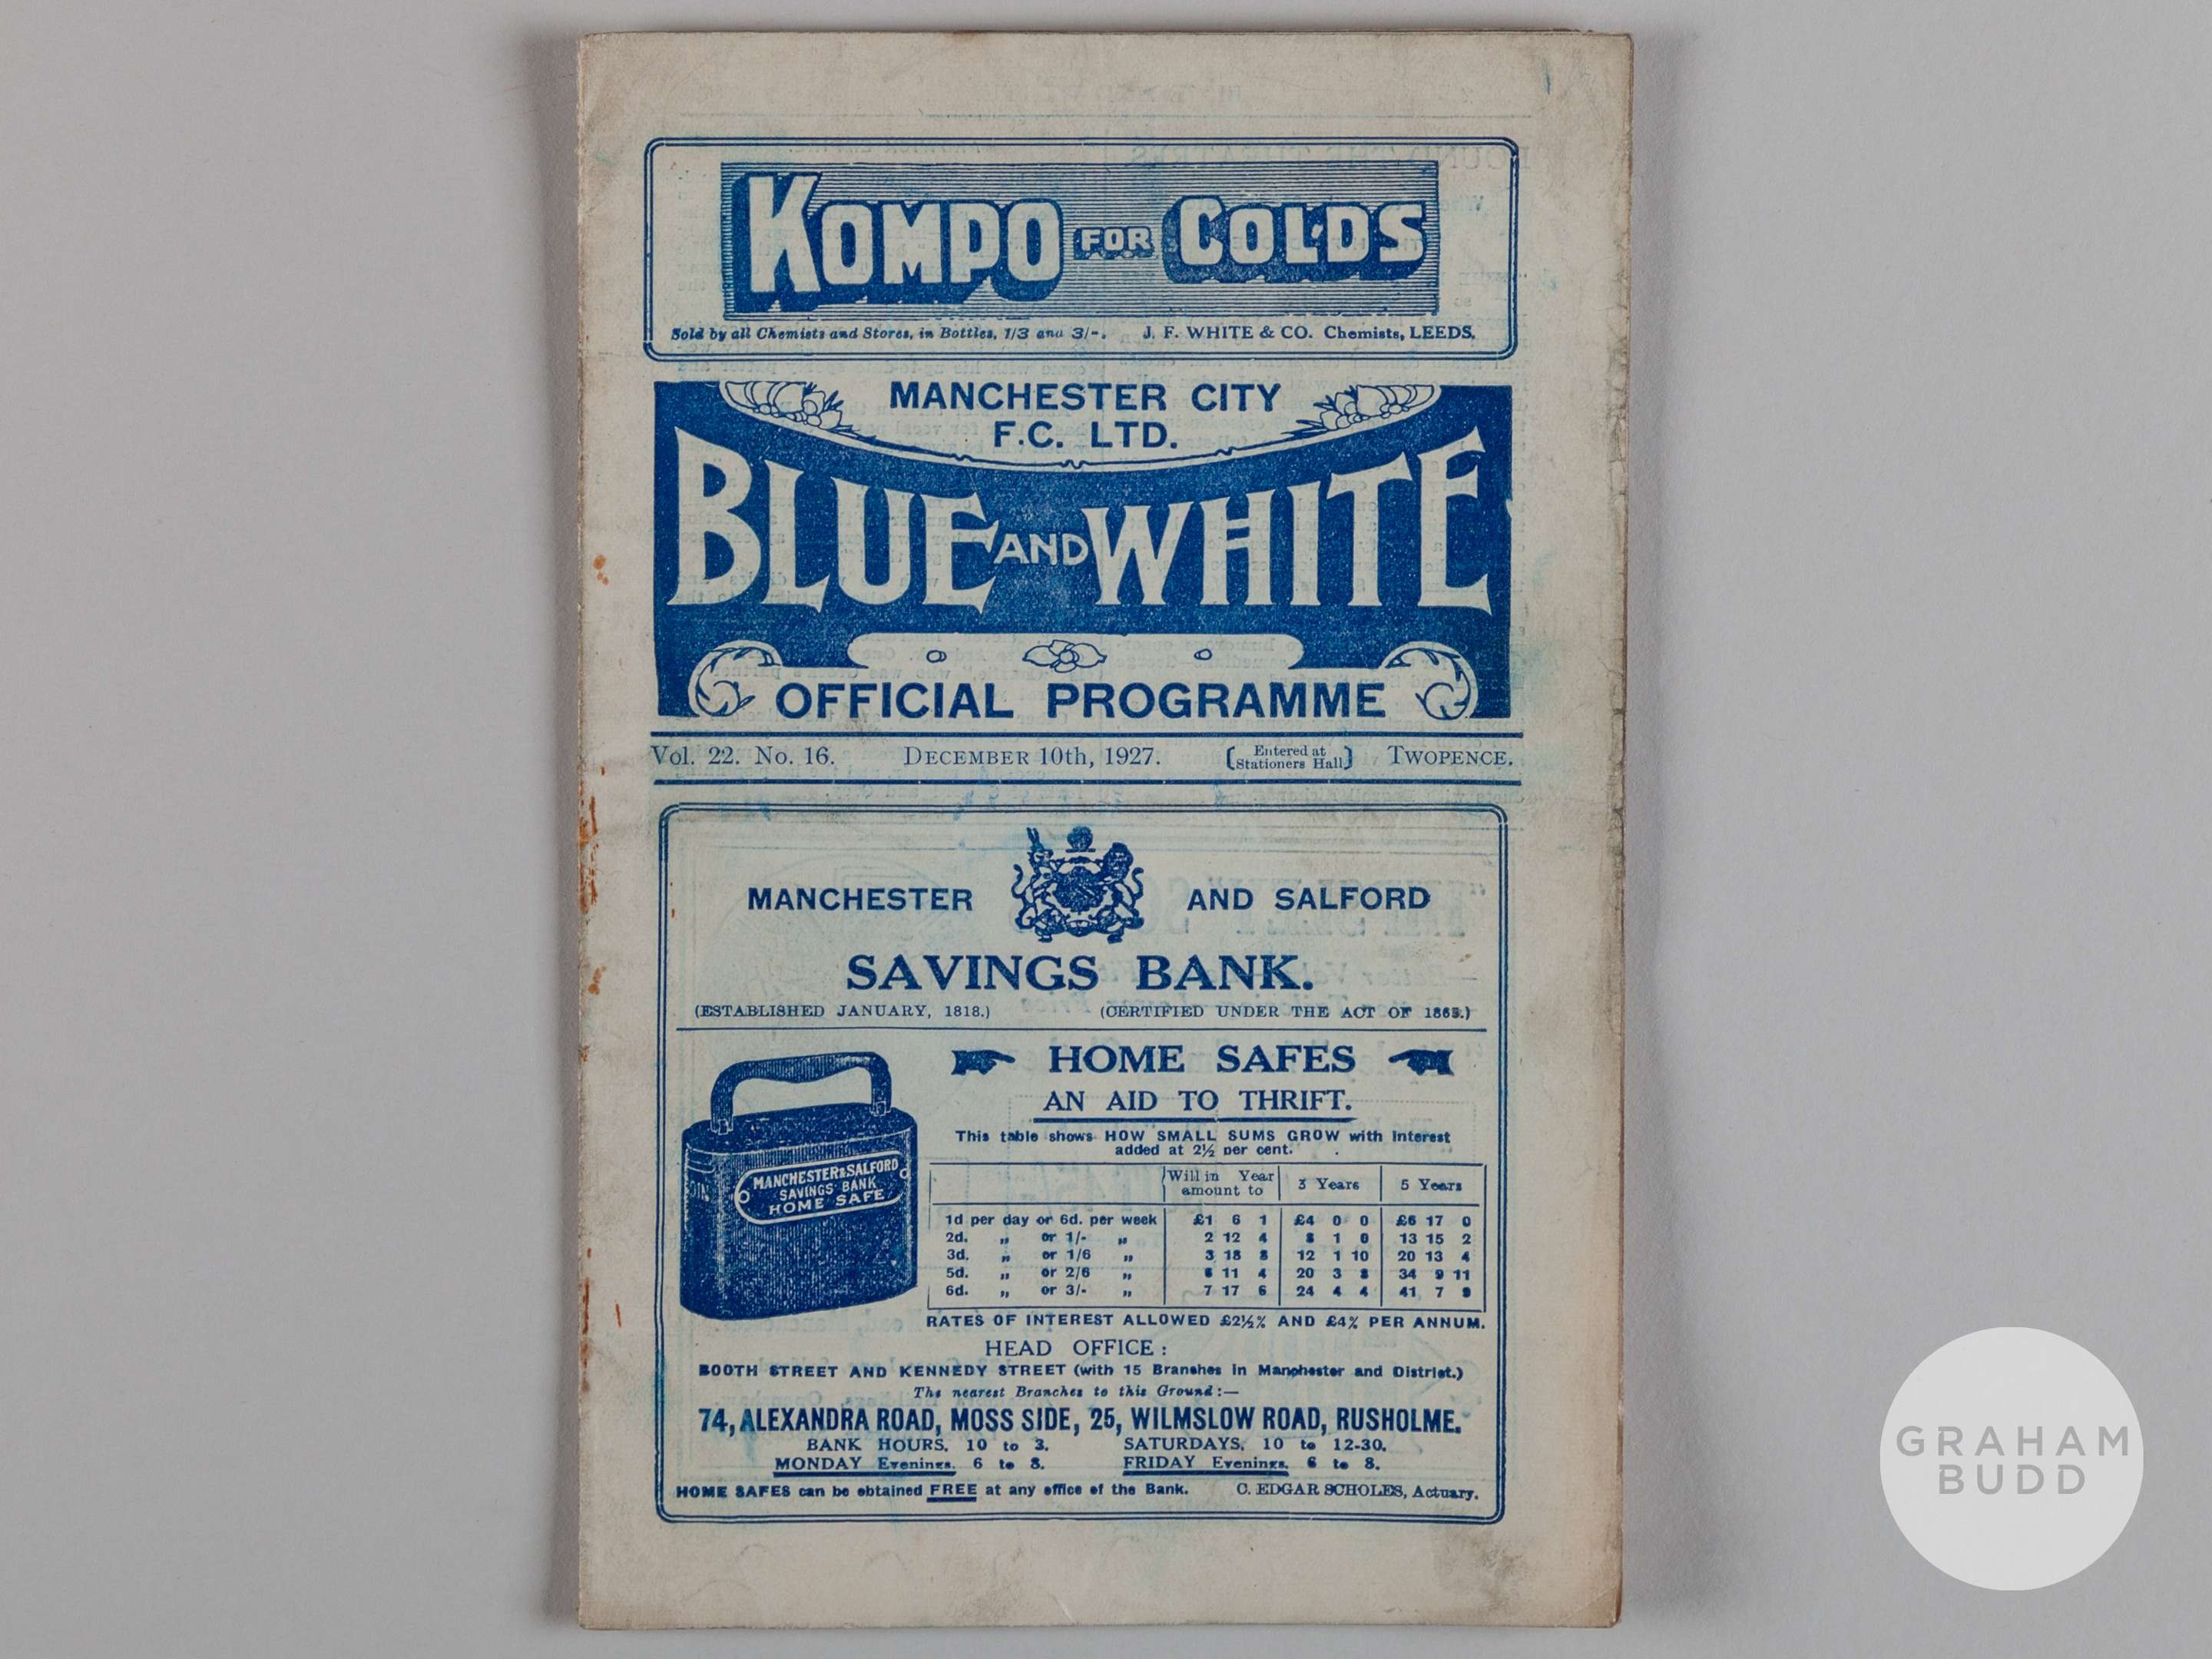 KOMPO FOR COLDS
Sold by all Chemists and Stores, in Bottles, 1/3 and 3/-. J. F. WHITE & CO. Chemists, LEEDS.
MANCHESTER CITY
F.C. LTD.
BLUE AND WHITE
OFFICIAL PROGRAMME
Vol. 22. No. 16. DECEMBER 10th, 1927. {Entered at Stationers Hall} TWOPENCE.
MANCHESTER AND SALFORD
SAVINGS BANK.
(ESTABLISHED JANUARY, 1818.) (CERTIFIED UNDER THE ACT OF 1863.)
HOME SAFES
AN AID TO THRIFT.
This table shows HOW SMALL SUMS GROW with Interest
added at 2½ per cent.
MANCHESTER & SALFORD
SAVINGS BANK
HOME SAFE
Will in Year amount to 3 Years 5 Years
1d per day or 6d. per week £1 6 1 £4 0 0 £6 17 0
2d. „ or 1/- „ 2 12 4 8 1 0 13 15 2
3d. „ or 1/6 „ 3 18 8 12 1 10 20 13 4
5d. „ or 2/6 „ 6 11 4 20 3 8 34 9 11
6d. „ or 3/- „ 7 17 6 24 4 4 41 7 9
RATES OF INTEREST ALLOWED £2½% AND £4% PER ANNUM.
HEAD OFFICE:
BOOTH STREET AND KENNEDY STREET (with 15 Branshes in Manchester and District.)
The nearest Branches to this Ground:—
74, ALEXANDRA ROAD, MOSS SIDE, 25, WILMSLOW ROAD, RUSHOLME.
BANK HOURS, 10 to 3. SATURDAYS, 10 to 12-30.
MONDAY Evenings, 6 to 8. FRIDAY Evenings, 6 to 8.
HOME SAFES can be obtained FREE at any office of the Bank. C. EDGAR SCHOLES, Actuary.
GRAHAM
BUDD